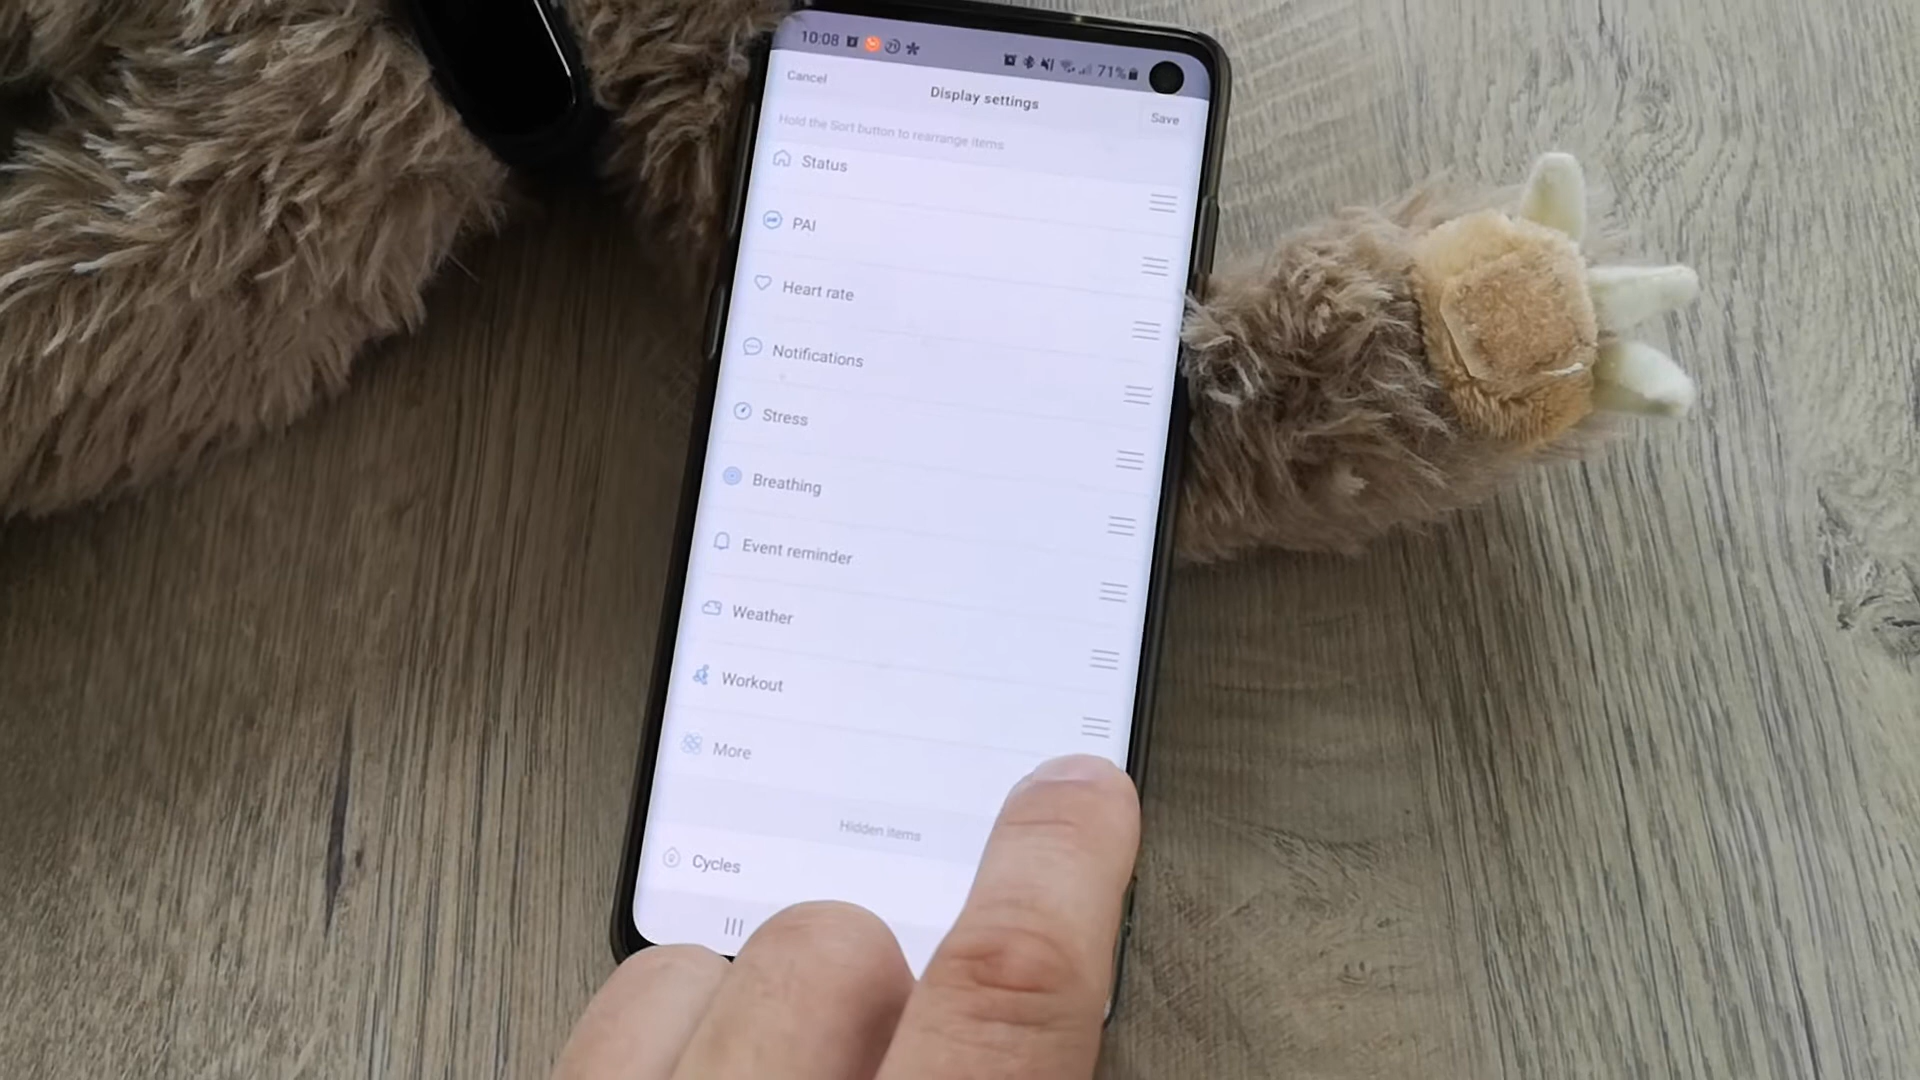 10:08
71%
Cancel
Display settings
Save
Hold the Sort button to rearrange items
Status
PAI
Heart rate
Notifications
Stress
Breathing
Event reminder
Weather
Workout
More
Hidden items
Cycles